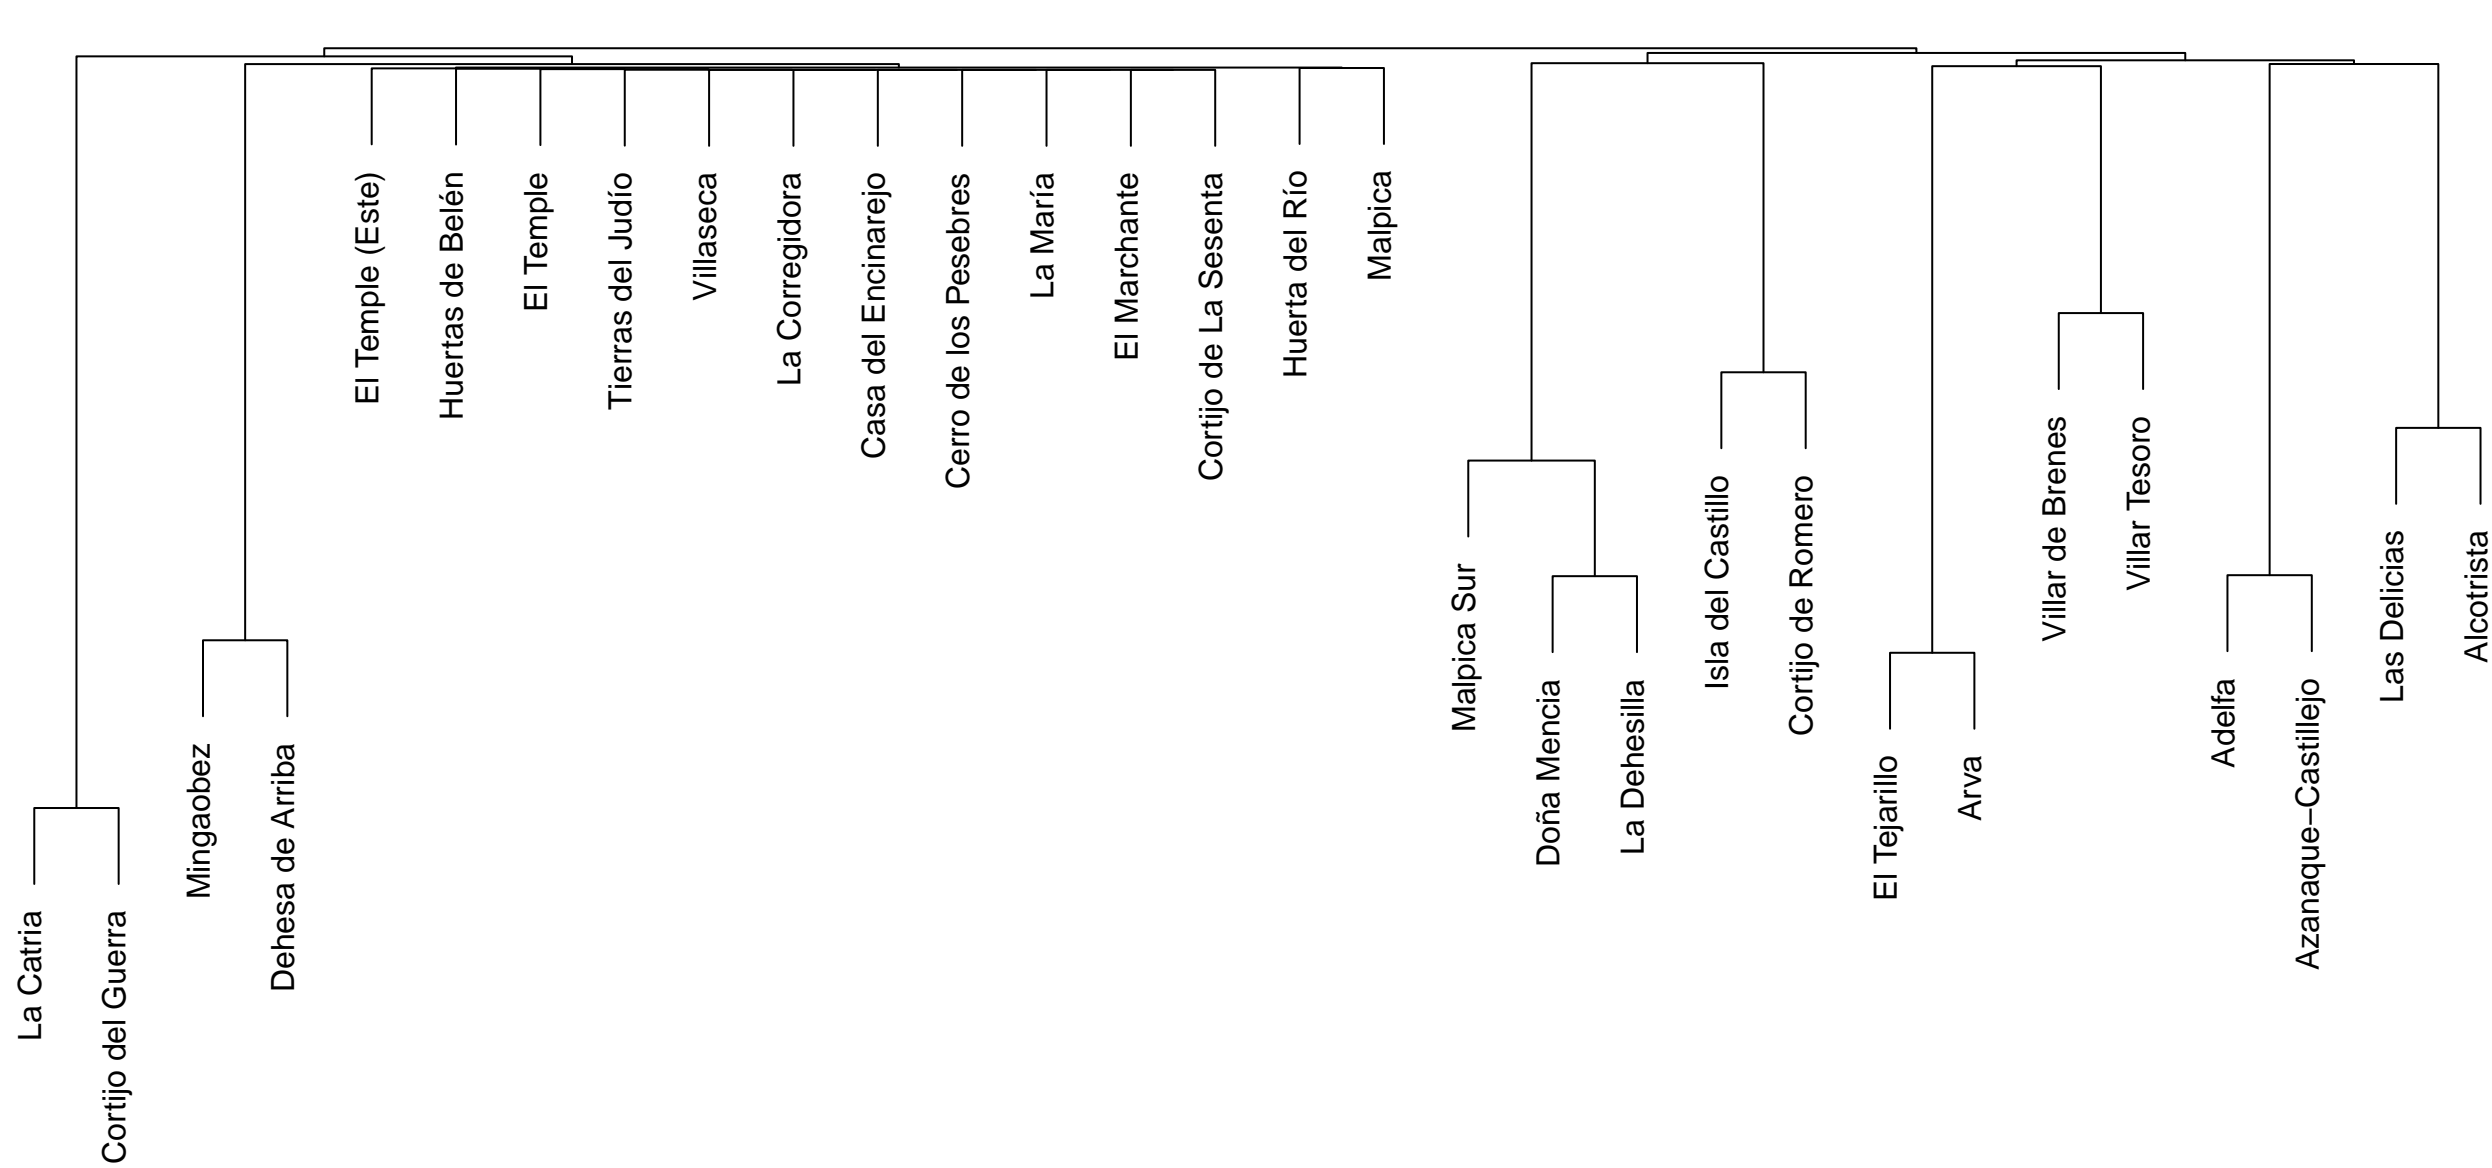 La Catria
Cortijo del Guerra
Mingaobez
Dehesa de Arriba
El Temple (Este)
Huertas de Belén
El Temple
Tierras del Judío
Villaseca
La Corregidora
Casa del Encinarejo
Cerro de los Pesebres
La María
El Marchante
Cortijo de La Sesenta
Huerta del Río
Malpica
Malpica Sur
Doña Mencia
La Dehesilla
Isla del Castillo
Cortijo de Romero
El Tejarillo
Arva
Villar de Brenes
Villar Tesoro
Adelfa
Azanaque−Castillejo
Las Delicias
Alcotrista